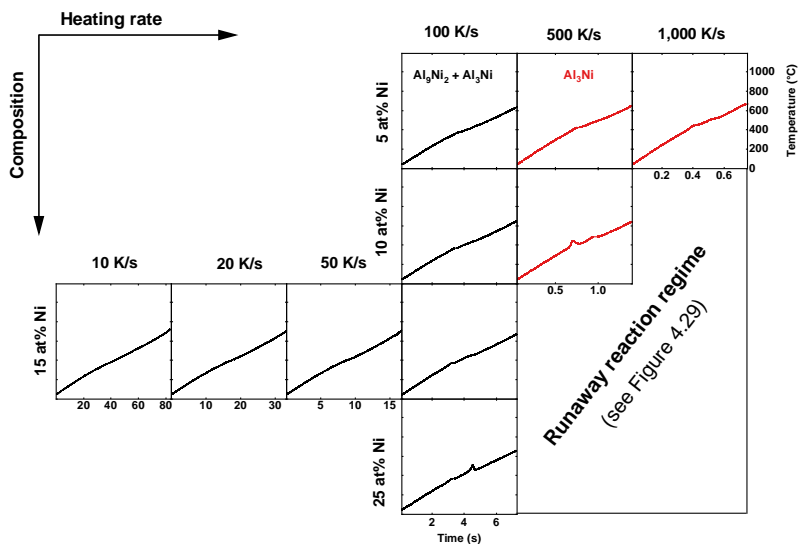 Heating rate
Composition
100 K/s
500 K/s
1,000 K/s
5 at% Ni
Al9Ni2 + Al3Ni
Al3Ni
1000
800
600
400
200
0
Temperature (°C)
0.2 0.4 0.6
10 at% Ni
0.5 1.0
10 K/s
20 K/s
50 K/s
15 at% Ni
20 40 60 80
10 20 30
5 10 15
Runaway reaction regime
(see Figure 4.29)
25 at% Ni
2 4 6
Time (s)